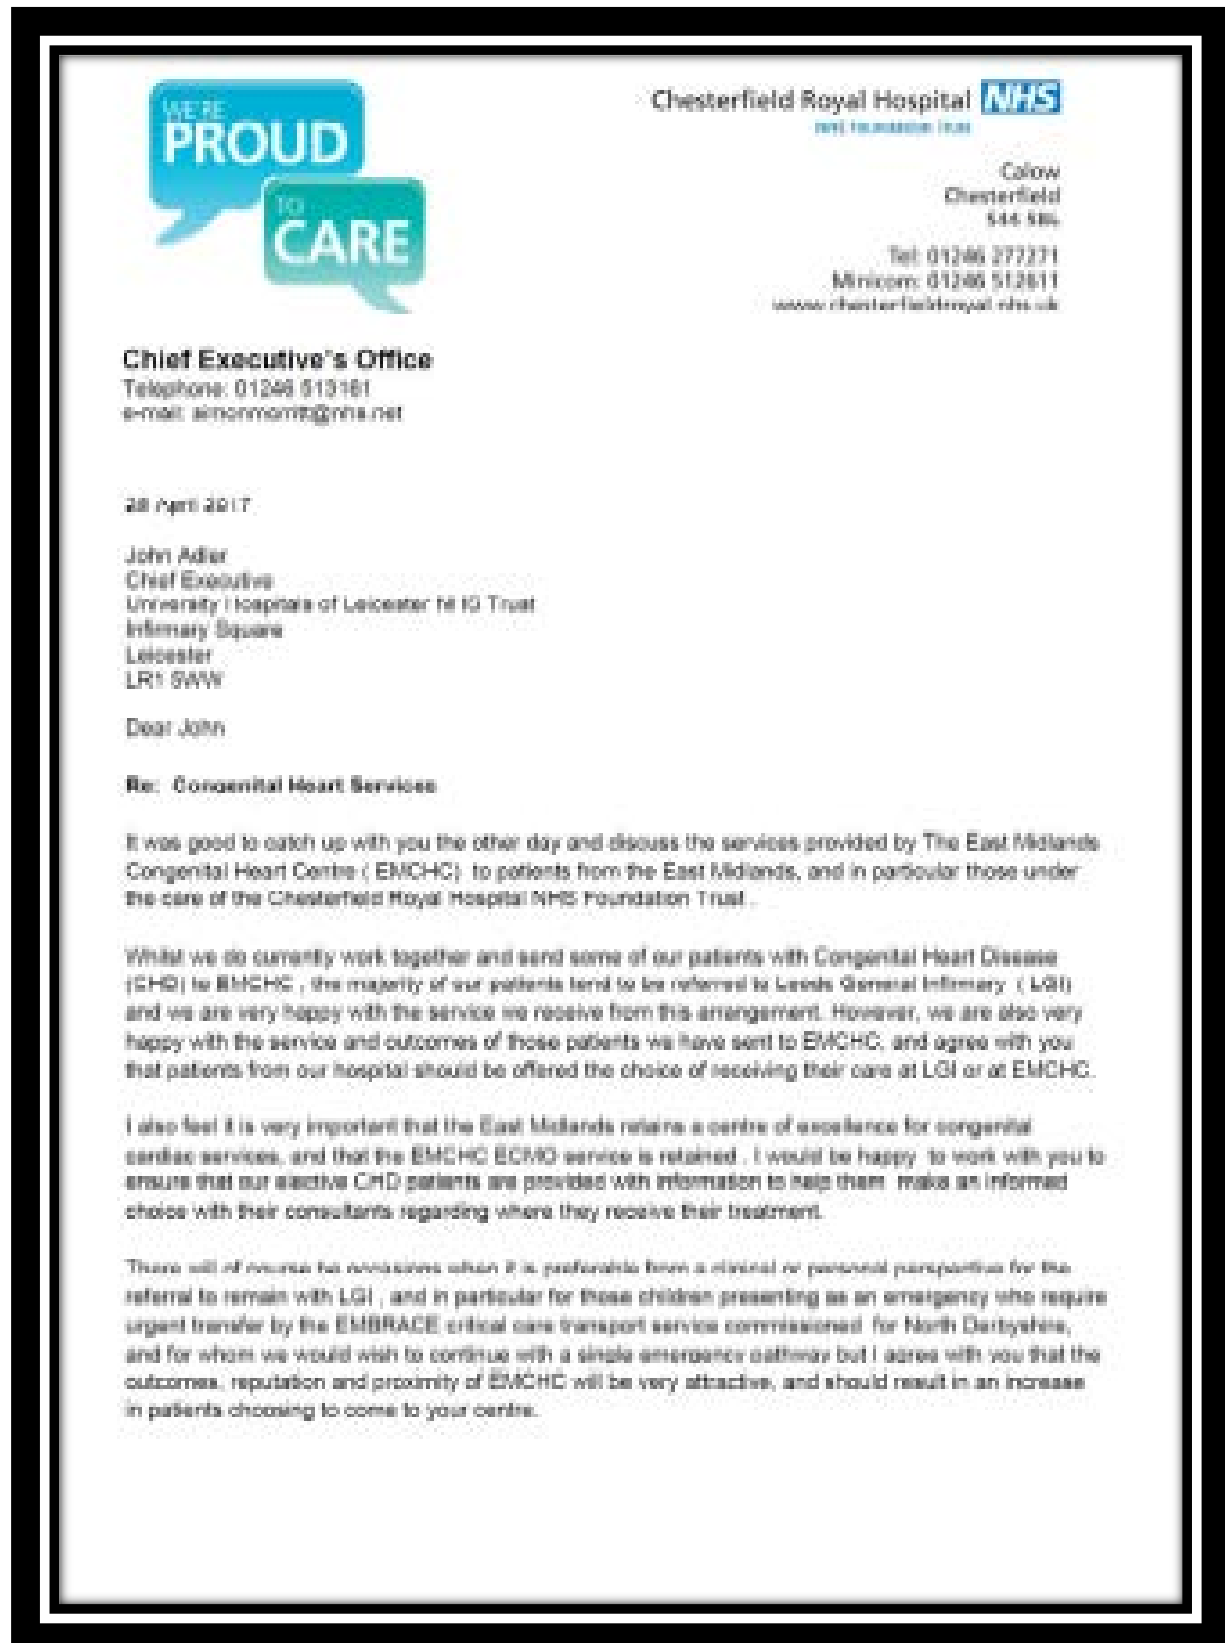 WE'RE
PROUD
TO
CARE
Chesterfield Royal Hospital NHS
NHS FOUNDATION TRUST
Calow
Chesterfield
S44 5BL
Tel: 01246 277271
Minicom: 01246 512611
www.chesterfieldroyal.nhs.uk
Chief Executive's Office
Telephone: 01246 513161
e-mail: simonmorritt@nhs.net
28 April 2017
John Adler
Chief Executive
University Hospitals of Leicester NHS Trust
Infirmary Square
Leicester
LR1 5WW
Dear John
Re: Congenital Heart Services
It was good to catch up with you the other day and discuss the services provided by The East Midlands
Congenital Heart Centre ( EMCHC) to patients from the East Midlands, and in particular those under
the care of the Chesterfield Royal Hospital NHS Foundation Trust .
Whilst we do currently work together and send some of our patients with Congenital Heart Disease
(CHD) to EMCHC , the majority of our patients tend to be referred to Leeds General Infirmary ( LGI)
and we are very happy with the service we receive from this arrangement. However, we are also very
happy with the service and outcomes of those patients we have sent to EMCHC, and agree with you
that patients from our hospital should be offered the choice of receiving their care at LGI or at EMCHC.
I also feel it is very important that the East Midlands retains a centre of excellence for congenital
cardiac services, and that the EMCHC ECMO service is retained . I would be happy to work with you to
ensure that our elective CHD patients are provided with information to help them make an informed
choice with their consultants regarding where they receive their treatment.
There will of course be occasions when it is preferable from a clinical or personal perspective for the
referral to remain with LGI , and in particular for those children presenting as an emergency who require
urgent transfer by the EMBRACE critical care transport service commissioned for North Derbyshire,
and for whom we would wish to continue with a single emergency pathway but I agree with you that the
outcomes, reputation and proximity of EMCHC will be very attractive, and should result in an increase
in patients choosing to come to your centre.